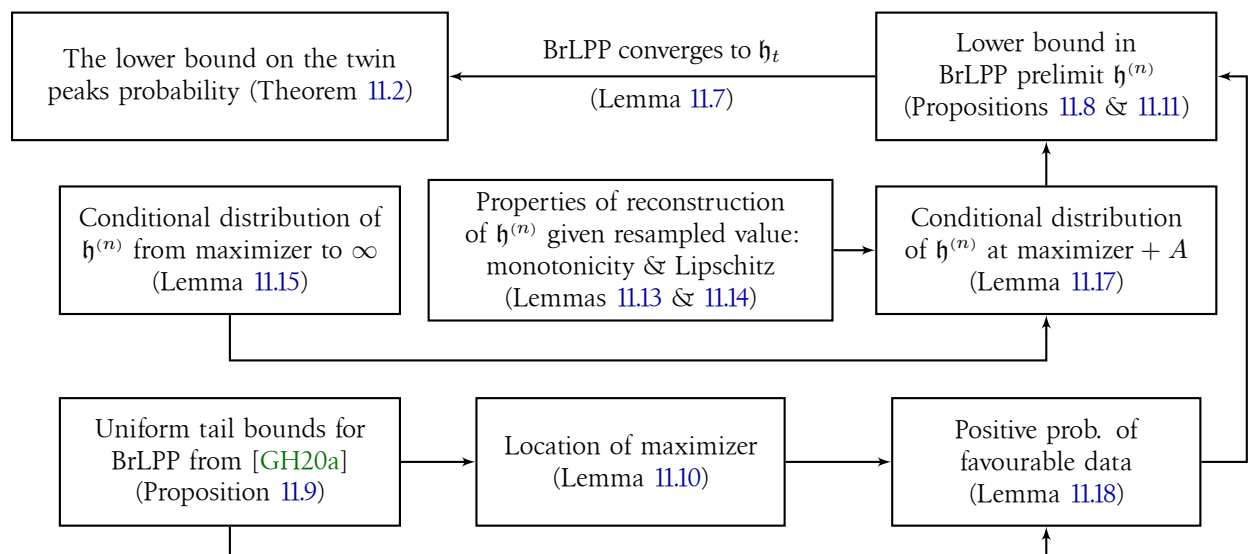 The lower bound on the twin
peaks probability (Theorem 11.2)
BrLPP converges to 𝔥ₜ
(Lemma 11.7)
Lower bound in
BrLPP prelimit 𝔥⁽ⁿ⁾
(Propositions 11.8 & 11.11)
Conditional distribution of
𝔥⁽ⁿ⁾ from maximizer to ∞
(Lemma 11.15)
Properties of reconstruction
of 𝔥⁽ⁿ⁾ given resampled value:
monotonicity & Lipschitz
(Lemmas 11.13 & 11.14)
Conditional distribution
of 𝔥⁽ⁿ⁾ at maximizer + A
(Lemma 11.17)
Uniform tail bounds for
BrLPP from [GH20a]
(Proposition 11.9)
Location of maximizer
(Lemma 11.10)
Positive prob. of
favourable data
(Lemma 11.18)